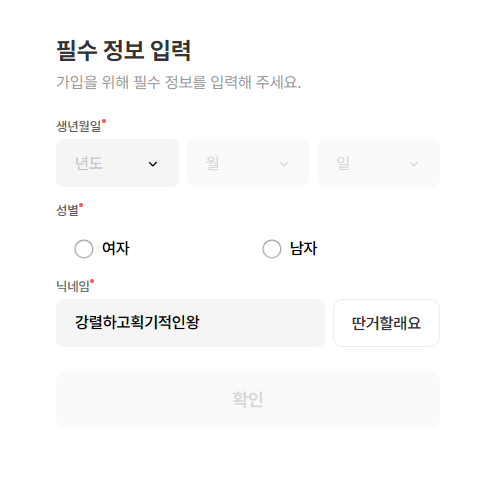 필수 정보 입력
가입을 위해 필수 정보를 입력해 주세요.
생년월일
년도 월 일
성별
여자 남자
닉네임
강렬하고획기적인왕 딴거할래요
확인